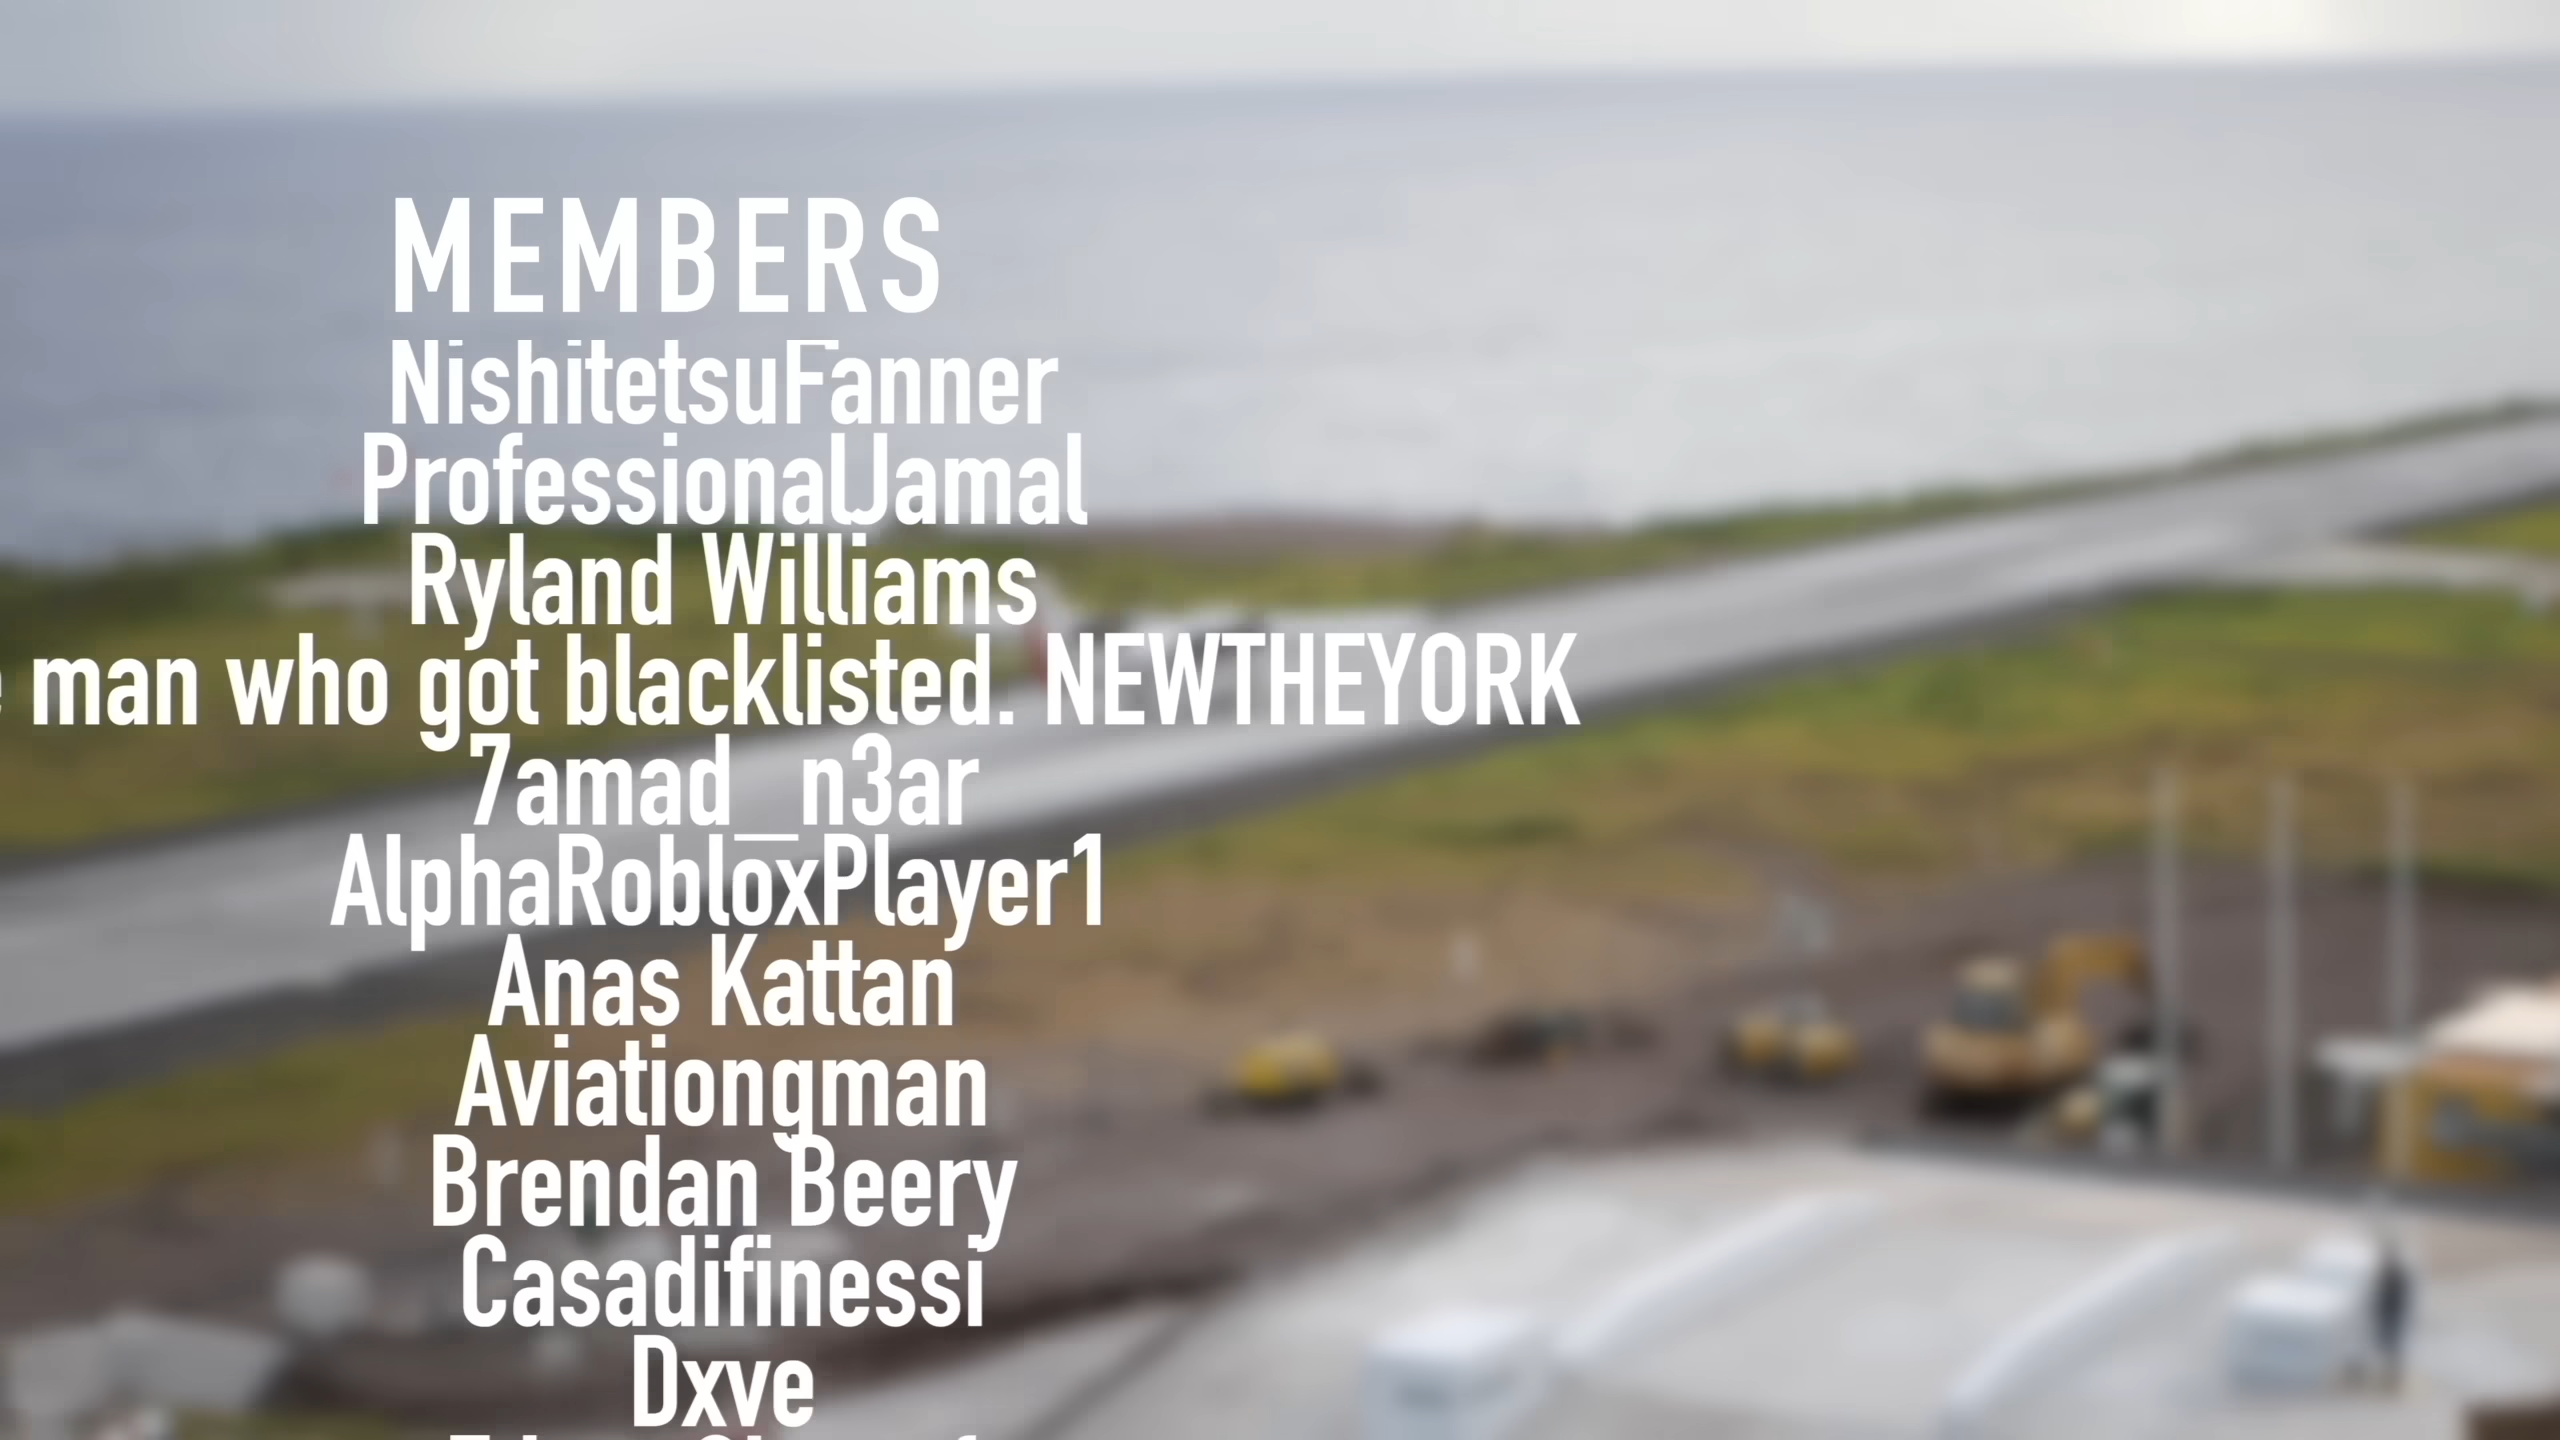 MEMBERS
NishitetsuFanner
ProfessionalJamal
Ryland Williams
man who got blacklisted. NEWTHEYORK
7amad_n3ar
AlphaRobloxPlayer1
Anas Kattan
Aviationgman
Brendan Beery
Casadifinessi
Dxve